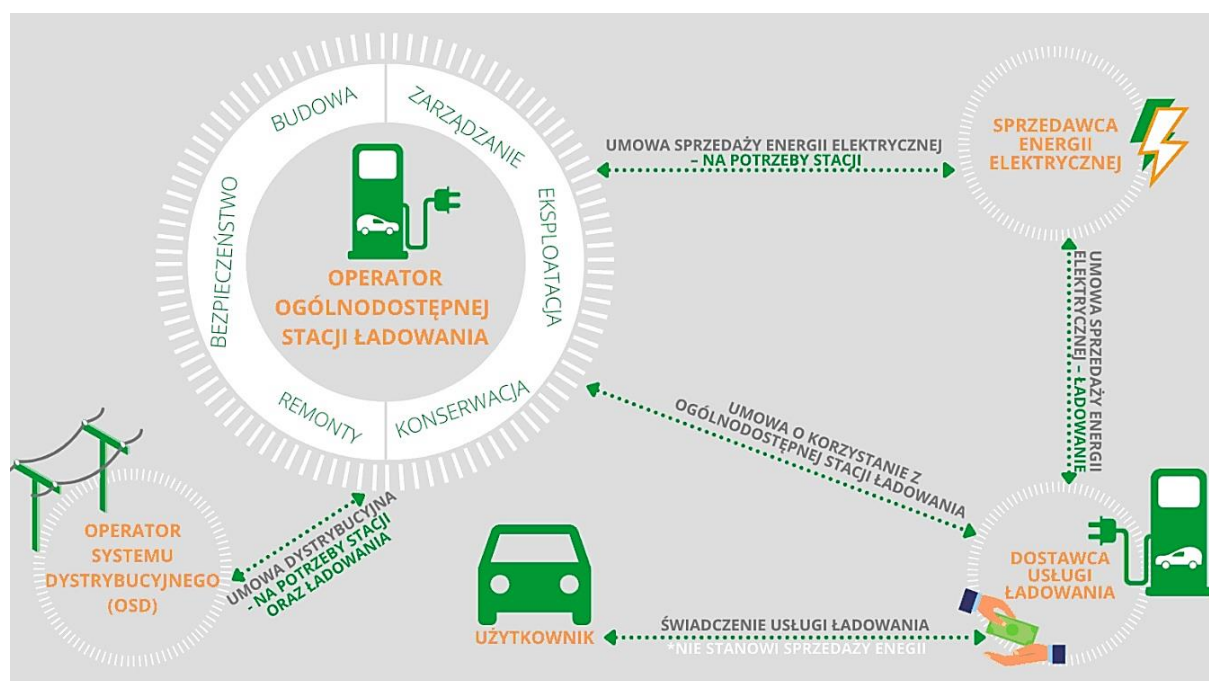 BUDOWA
ZARZĄDZANIE
EKSPLOATACJA
KONSERWACJA
REMONTY
BEZPIECZEŃSTWO
OPERATOR
OGÓLNODOSTĘPNEJ
STACJI ŁADOWANIA
UMOWA SPRZEDAŻY ENERGII ELEKTRYCZNEJ
– NA POTRZEBY STACJI
SPRZEDAWCA
ENERGII
ELEKTRYCZNEJ
UMOWA SPRZEDAŻY ENERGII
ELEKTRYCZNEJ – ŁADOWANIE
UMOWA O KORZYSTANIE Z
OGÓLNODOSTĘPNEJ STACJI ŁADOWANIA
OPERATOR
SYSTEMU
DYSTRYBUCYJNEGO
(OSD)
UMOWA DYSTRYBUCYJNA
- NA POTRZEBY STACJI
ORAZ ŁADOWANIA
UŻYTKOWNIK
ŚWIADCZENIE USŁUGI ŁADOWANIA
*NIE STANOWI SPRZEDAŻY ENEGII
DOSTAWCA
USŁUGI
ŁADOWANIA